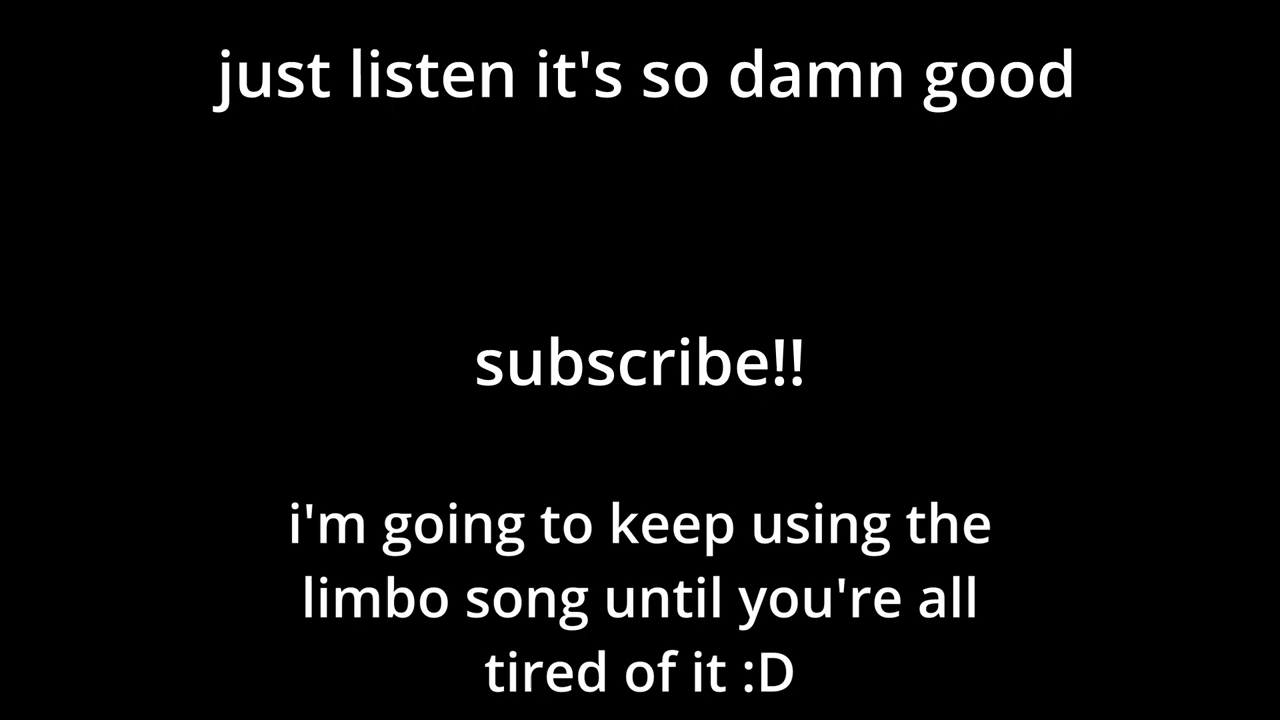 just listen it's so damn good
subscribe!!
i'm going to keep using the
limbo song until you're all
tired of it :D